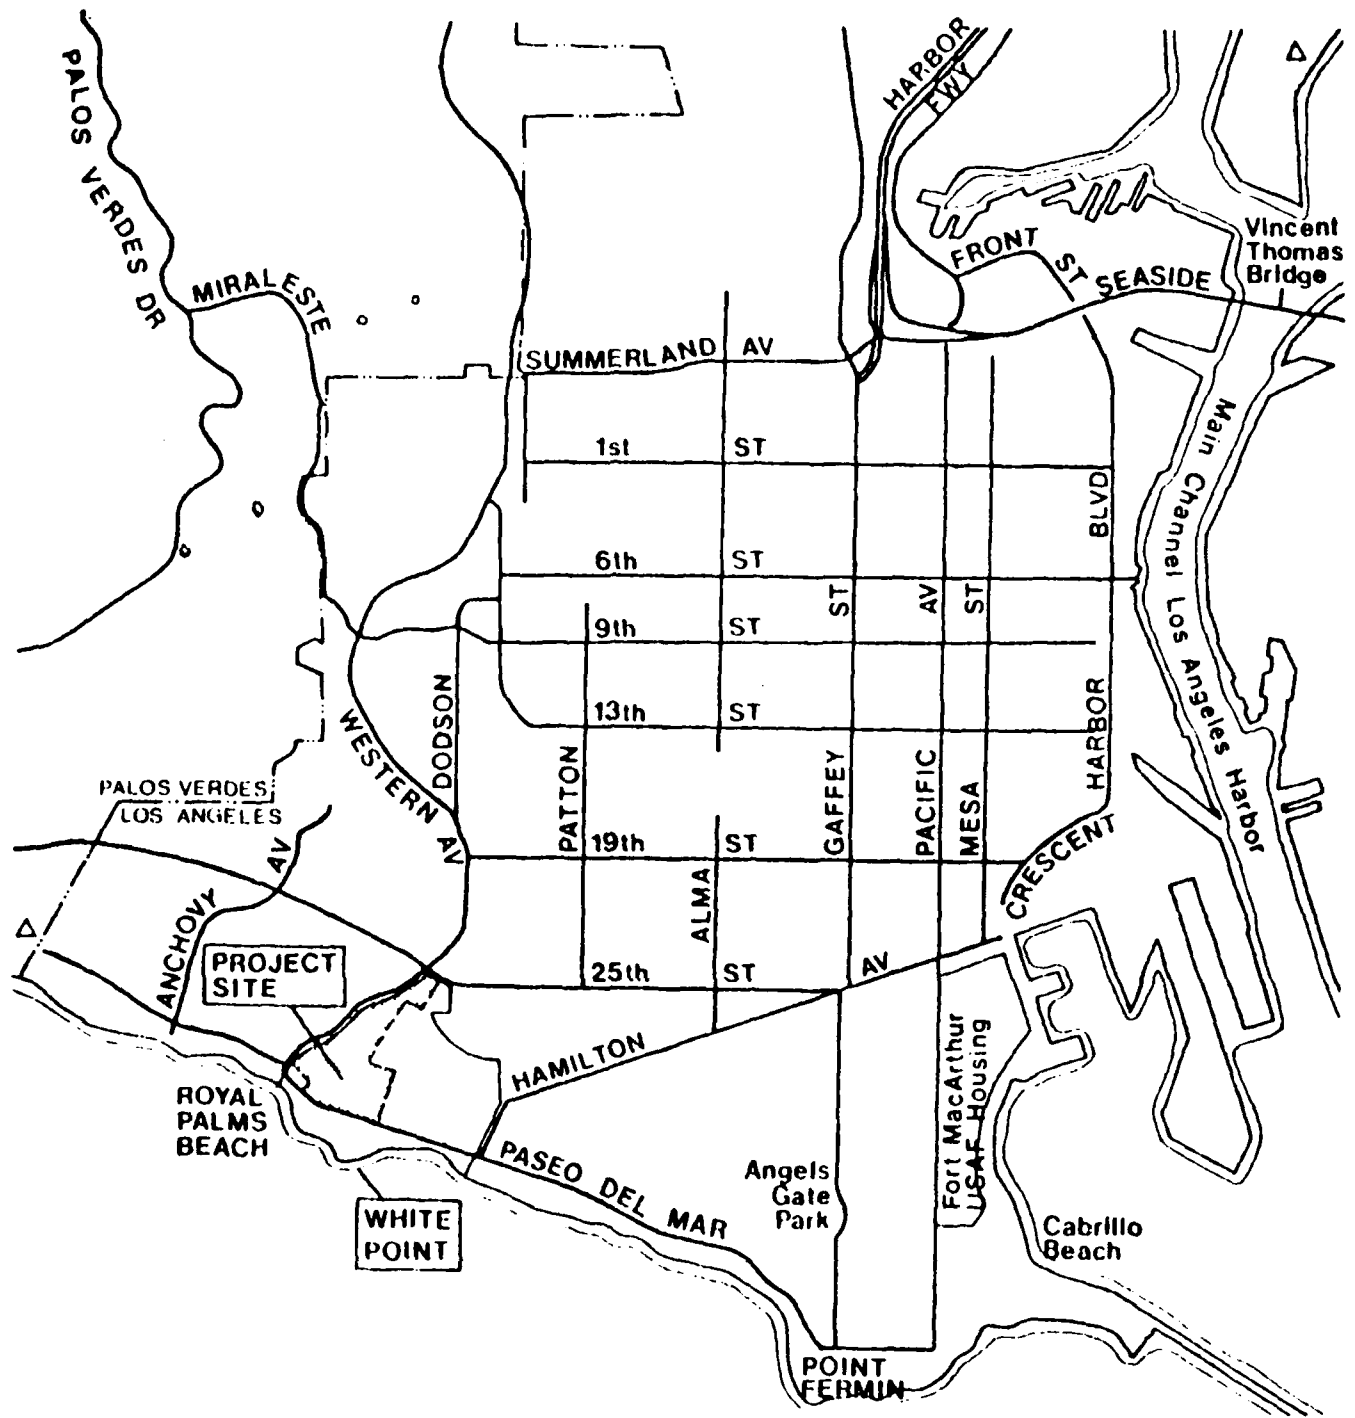 HARBOR
FWY
PALOS VERDES DR
MIRALESTE
FRONT ST
SEASIDE
Vincent
Thomas
Bridge
SUMMERLAND AV
1st ST
BLVD
Main Channel Los Angeles Harbor
6th ST
ST
AV
ST
9th ST
DODSON
13th ST
HARBOR
WESTERN AV
PATTON
GAFFEY
PACIFIC
MESA
PALOS VERDES
LOS ANGELES
19th ST
CRESCENT
ANCHOVY AV
ALMA
PROJECT
SITE
25th ST
AV
HAMILTON
Fort MacArthur
USAF Housing
ROYAL
PALMS
BEACH
PASEO DEL MAR
Angels
Gate
Park
WHITE
POINT
Cabrillo
Beach
POINT
FERMIN